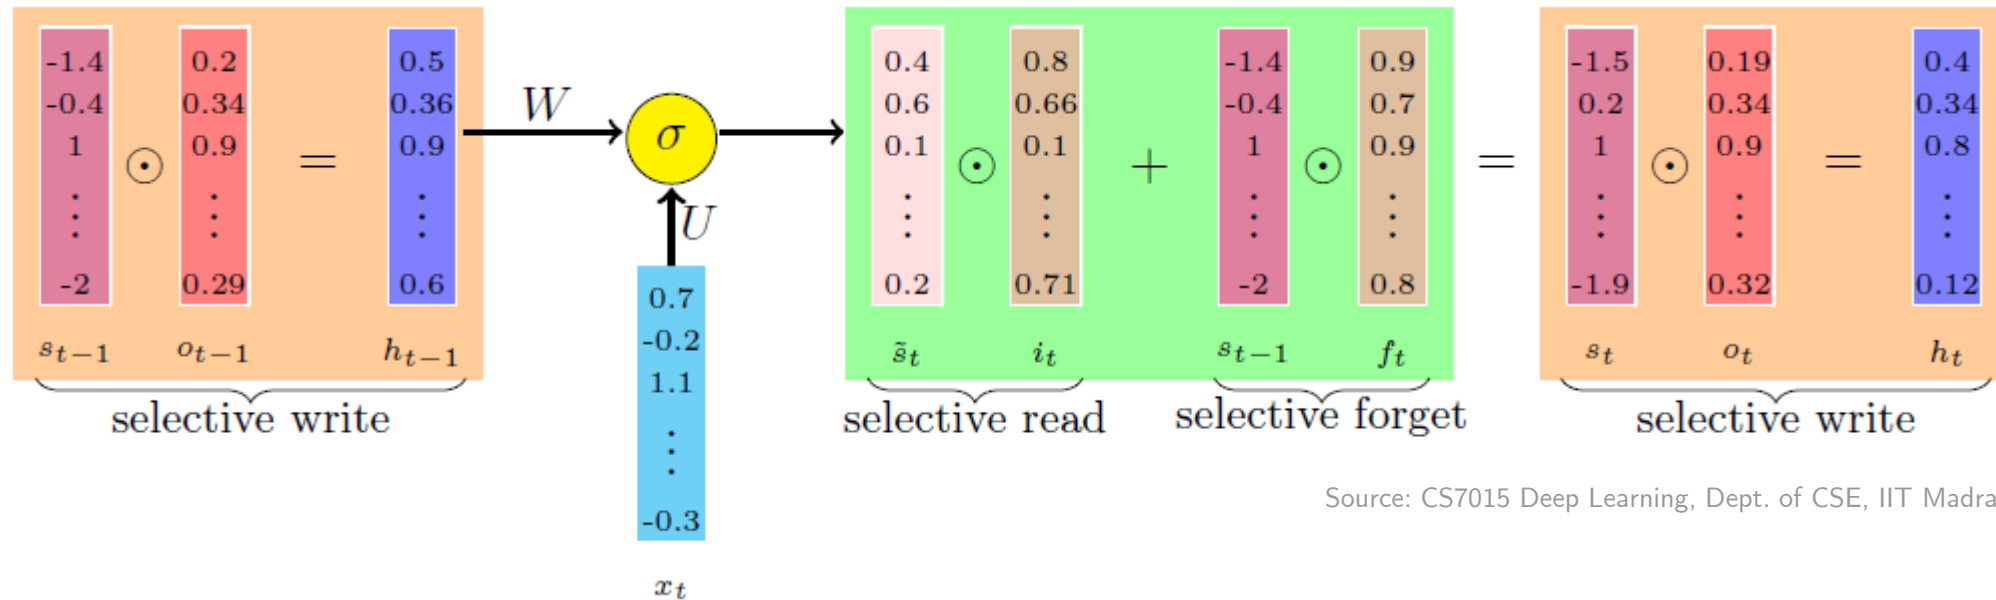 -1.4 0.2 0.5 0.4 0.8 -1.4 0.9 -1.5 0.19 0.4
-0.4 0.34 0.36 W σ 0.6 0.66 -0.4 0.7 0.2 0.34 0.34
1 ⊙ 0.9 = 0.9 0.1 ⊙ 0.1 + 1 ⊙ 0.9 = 1 ⊙ 0.9 = 0.8
⋮ ⋮ ⋮ U ⋮ ⋮ ⋮ ⋮ ⋮ ⋮ ⋮
-2 0.29 0.6 0.2 0.71 -2 0.8 -1.9 0.32 0.12
s_{t−1} o_{t−1} h_{t−1} s̃_t i_t s_{t−1} f_t s_t o_t h_t
selective write selective read selective forget selective write
0.7
-0.2
1.1
⋮
-0.3
x_t
Source: CS7015 Deep Learning, Dept. of CSE, IIT Madra